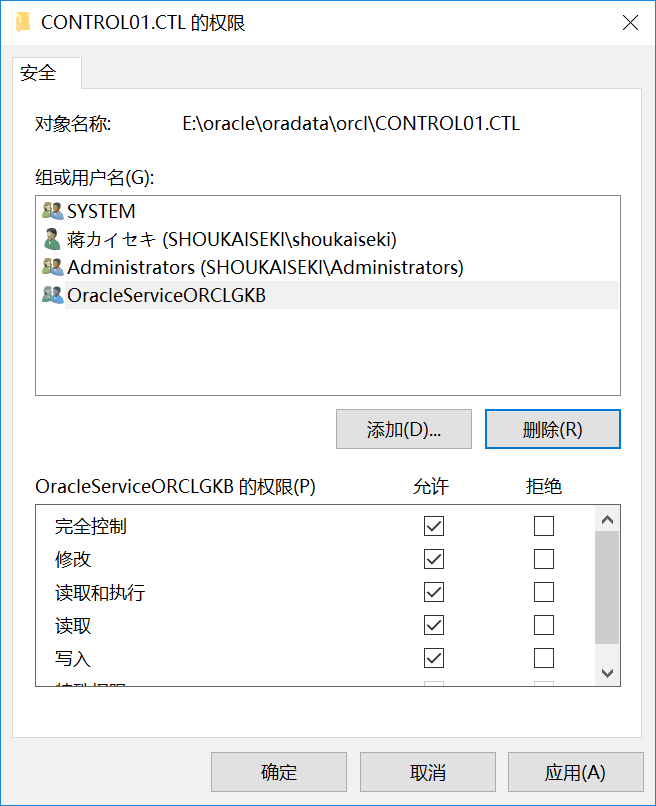 CONTROL01.CTL 的权限
安全
对象名称: E:\oracle\oradata\orcl\CONTROL01.CTL
组或用户名(G):
SYSTEM
蒋カイセキ (SHOUKAISEKI\shoukaiseki)
Administrators (SHOUKAISEKI\Administrators)
OracleServiceORCLGKB
添加(D)... 删除(R)
OracleServiceORCLGKB 的权限(P) 允许 拒绝
完全控制
修改
读取和执行
读取
写入
确定 取消 应用(A)